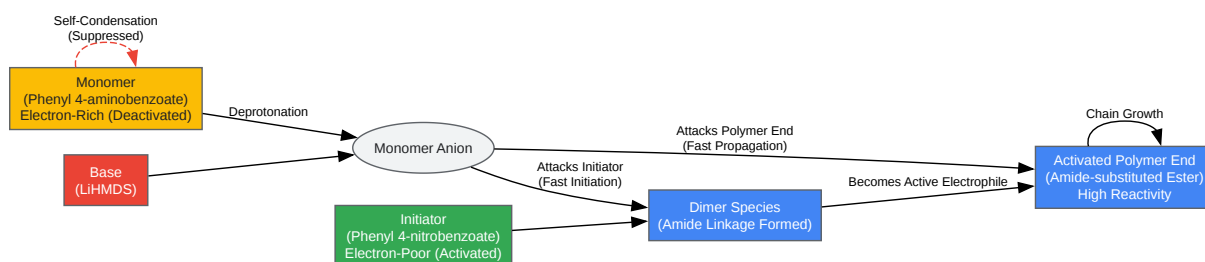 Self-Condensation
(Suppressed)
Monomer
(Phenyl 4-aminobenzoate)
Electron-Rich (Deactivated)
Deprotonation
Base
(LiHMDS)
Monomer Anion
Attacks Polymer End
(Fast Propagation)
Attacks Initiator
(Fast Initiation)
Initiator
(Phenyl 4-nitrobenzoate)
Electron-Poor (Activated)
Dimer Species
(Amide Linkage Formed)
Becomes Active Electrophile
Chain Growth
Activated Polymer End
(Amide-substituted Ester)
High Reactivity